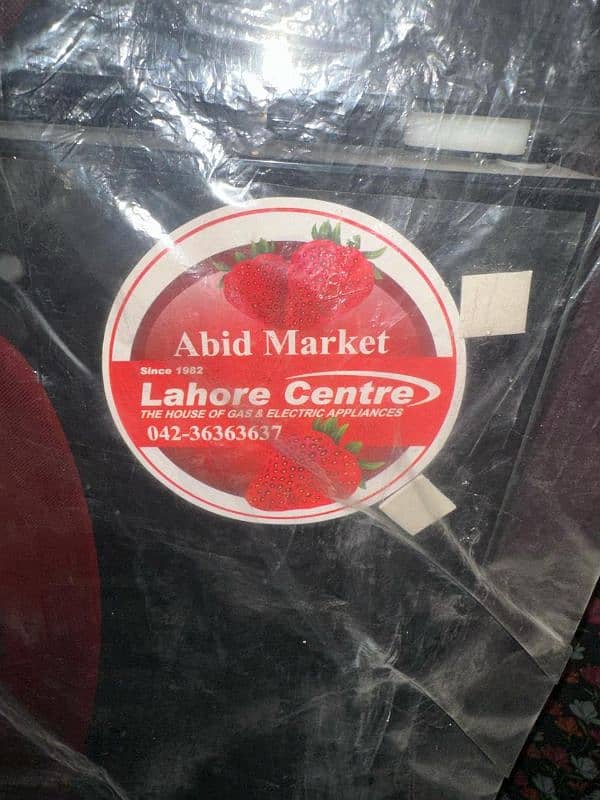 Abid Market
Since 1982
Lahore Centre
THE HOUSE OF GAS & ELECTRIC APPLIANCES
042-36363637